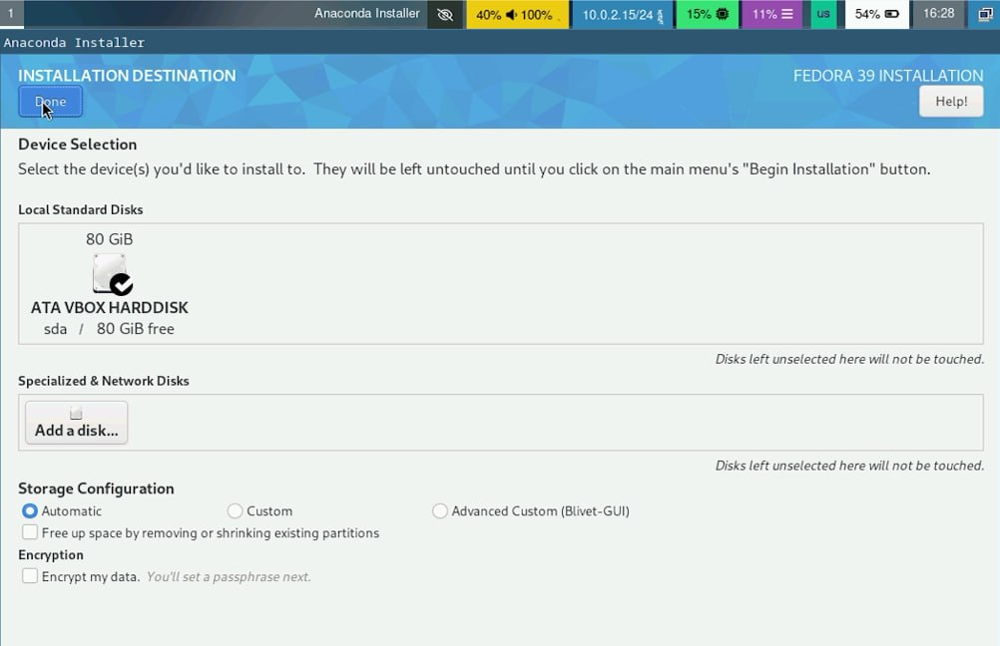 1 Anaconda Installer 40% 100% 10.0.2.15/24 15% 11% us 54% 16:28
Anaconda Installer
INSTALLATION DESTINATION FEDORA 39 INSTALLATION
Done Help!
Device Selection
Select the device(s) you'd like to install to. They will be left untouched until you click on the main menu's "Begin Installation" button.
Local Standard Disks
80 GiB
ATA VBOX HARDDISK
sda / 80 GiB free
Disks left unselected here will not be touched.
Specialized & Network Disks
Add a disk...
Disks left unselected here will not be touched.
Storage Configuration
Automatic Custom Advanced Custom (Blivet-GUI)
Free up space by removing or shrinking existing partitions
Encryption
Encrypt my data. You'll set a passphrase next.